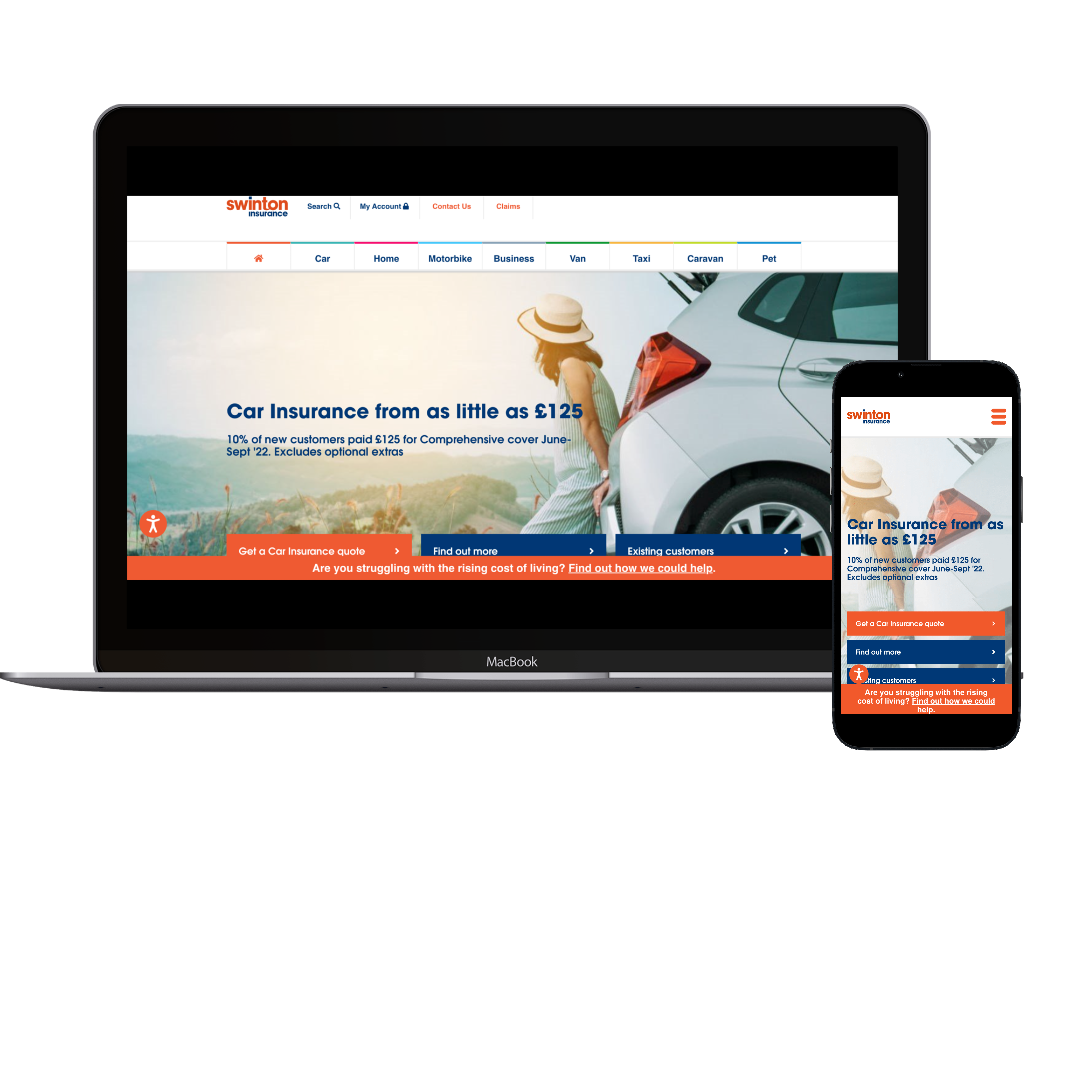 swinton
insurance
Search
My Account
Contact Us
Claims
Car
Home
Motorbike
Business
Van
Taxi
Caravan
Pet
Car Insurance from as little as £125
10% of new customers paid £125 for Comprehensive cover June-
Sept '22. Excludes optional extras
Get a Car Insurance quote
Find out more
Existing customers
Are you struggling with the rising cost of living? Find out how we could help.
MacBook
swinton
insurance
Car Insurance from as
little as £125
10% of new customers paid £125 for
Comprehensive cover June-Sept '22.
Excludes optional extras
Get a Car Insurance quote
Find out more
sting customers
Are you struggling with the rising
cost of living? Find out how we could
help.